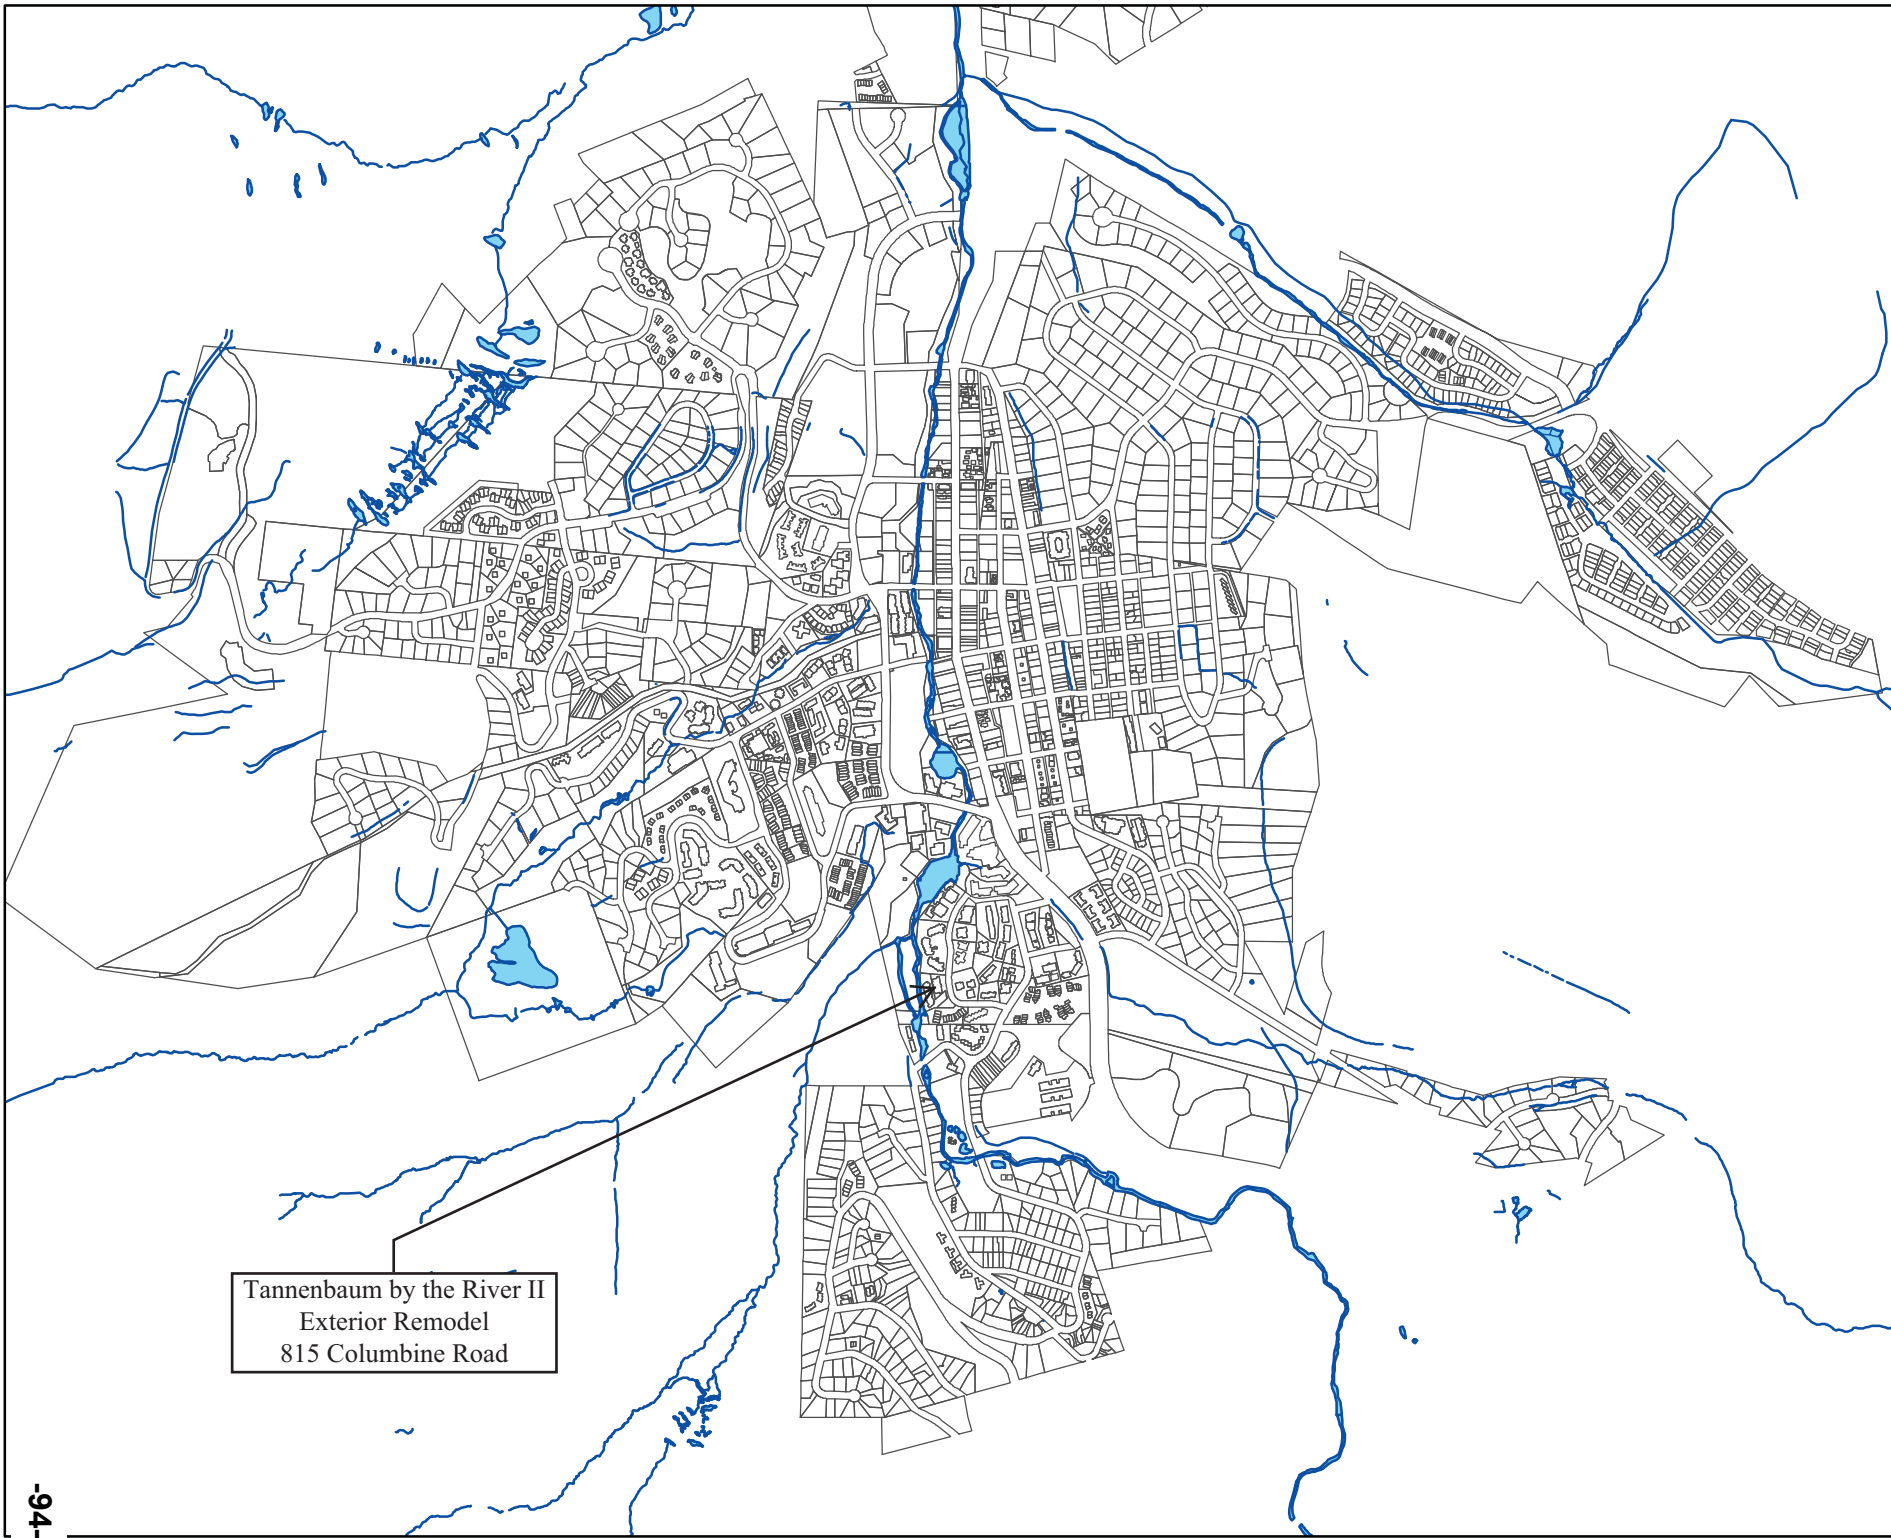 Tannenbaum by the River II
Exterior Remodel
815 Columbine Road
-94-